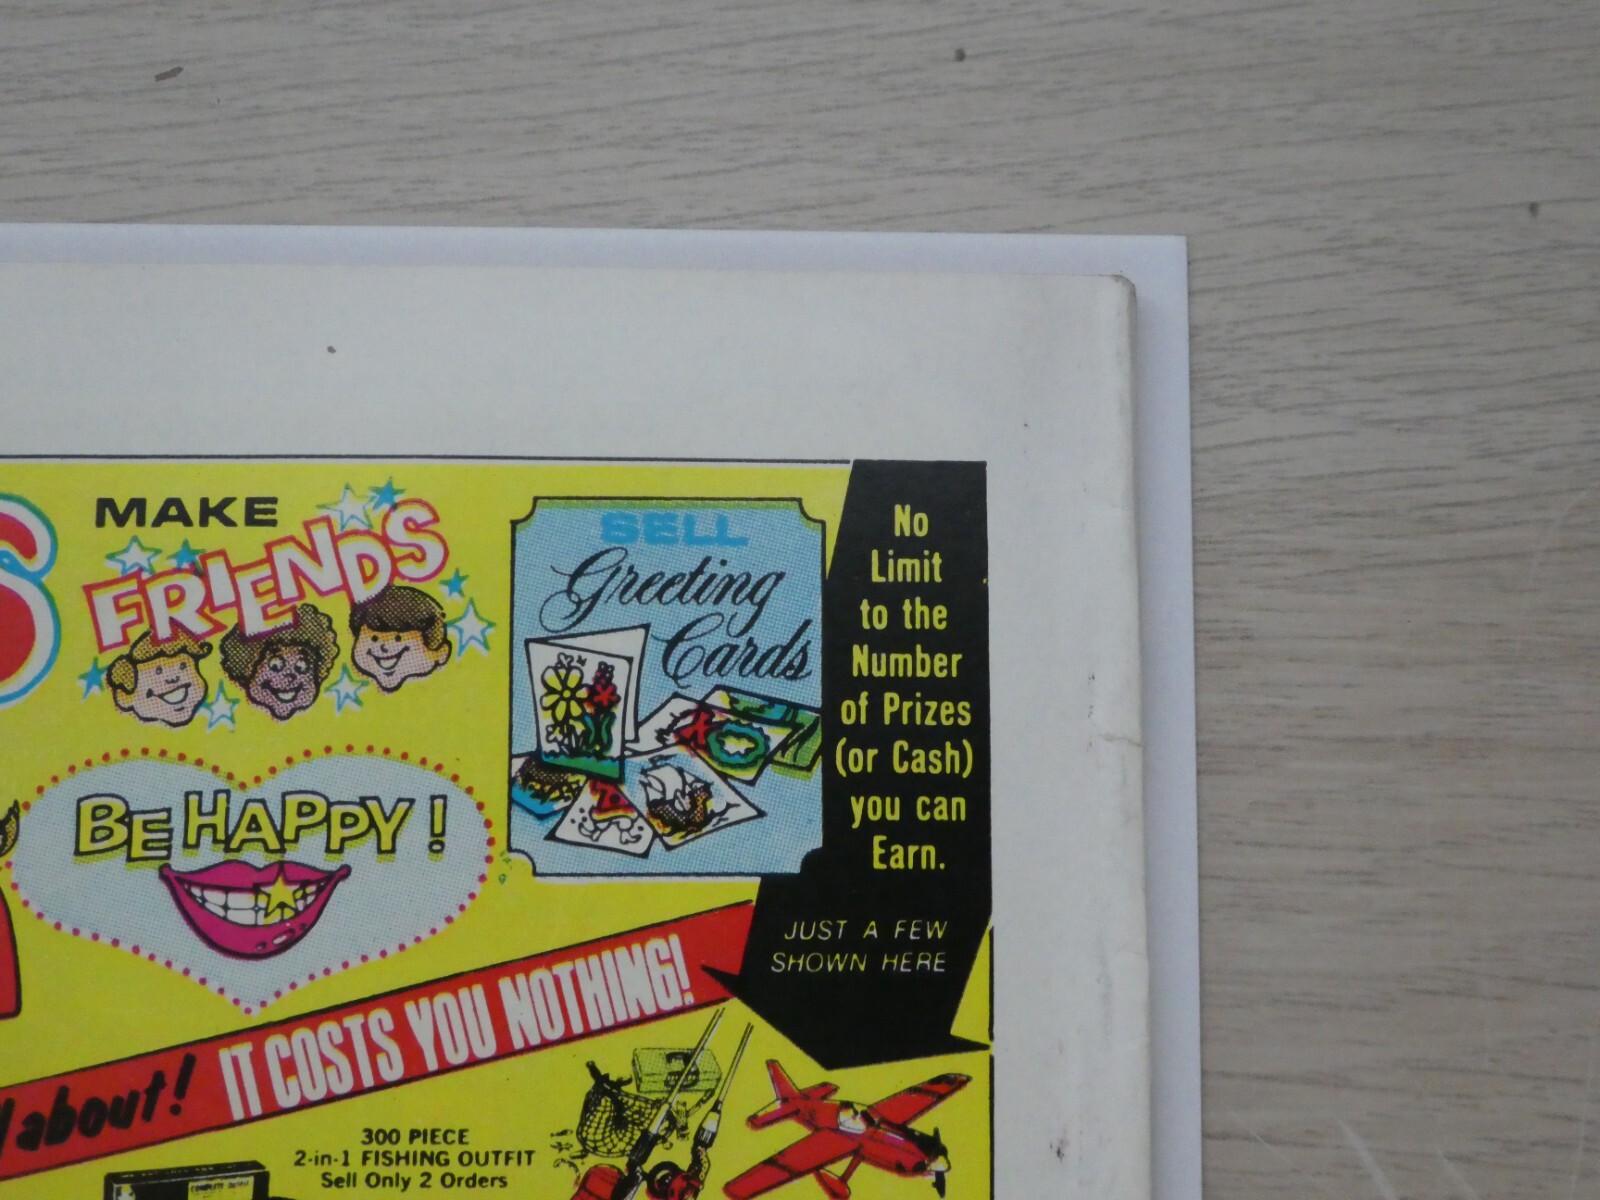 MAKE
FRIENDS
SELL
Greeting
Cards
No
Limit
to the
Number
of Prizes
(or Cash)
you can
Earn.
BE HAPPY!
JUST A FEW
SHOWN HERE
about! IT COSTS YOU NOTHING!
300 PIECE
2-in-1 FISHING OUTFIT
Sell Only 2 Orders